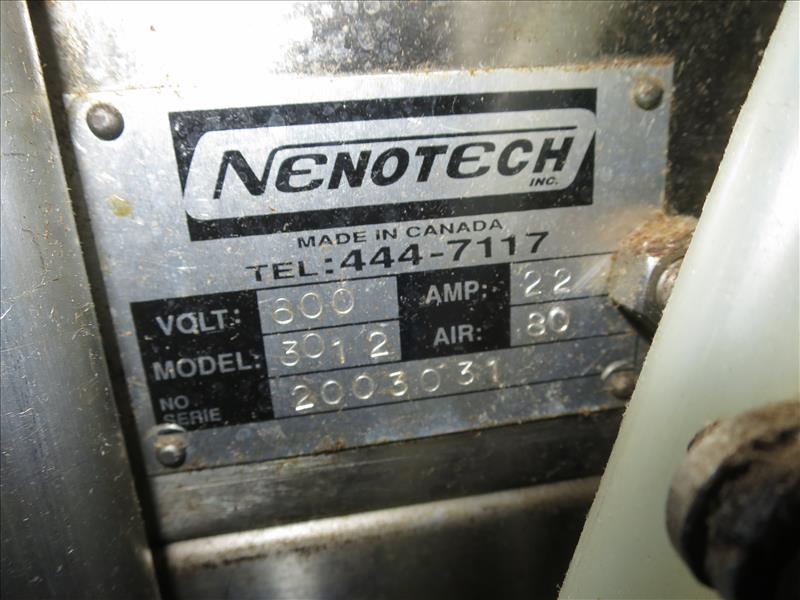 NENOTECH
INC.
MADE IN CANADA
TEL: 444-7117
VOLT: 600 AMP: 22
MODEL: 3012 AIR: 80
NO
SERIE 2003031